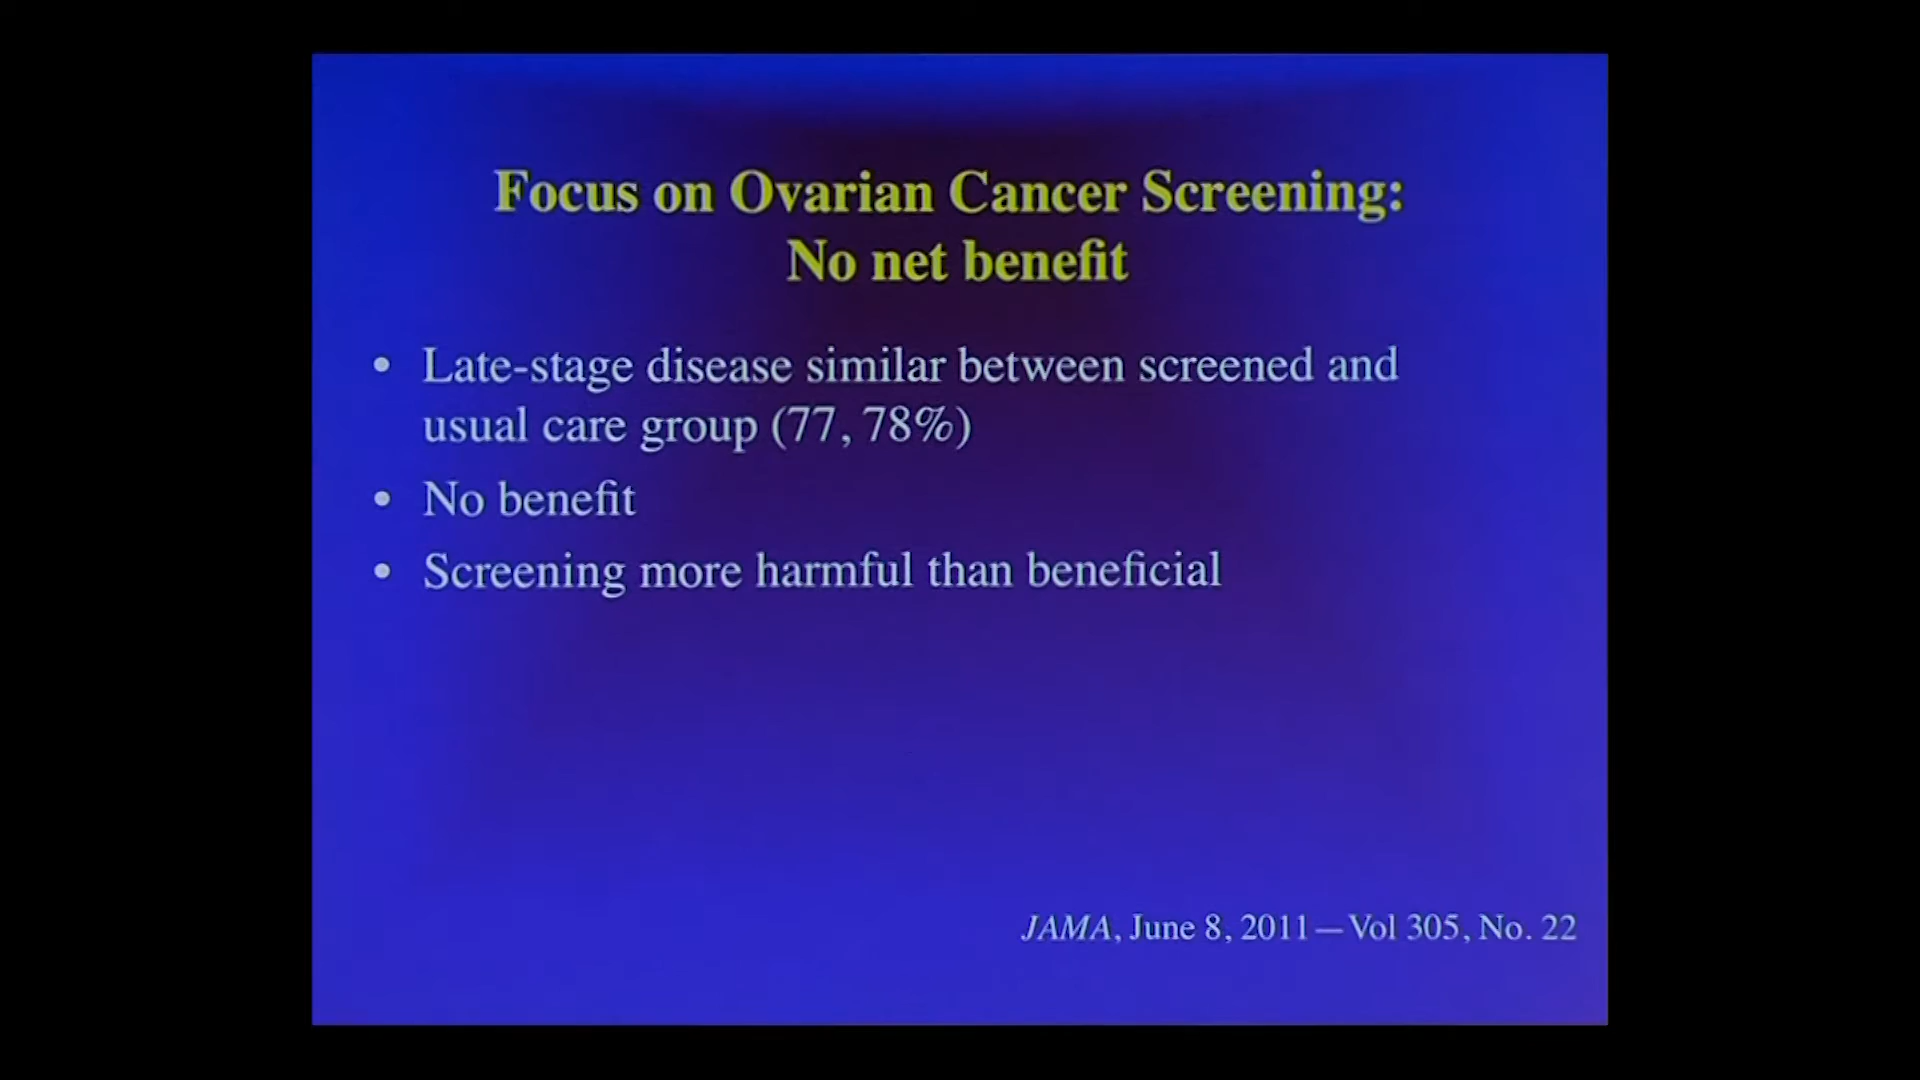 Focus on Ovarian Cancer Screening:
No net benefit
• Late-stage disease similar between screened and
usual care group (77, 78%)
• No benefit
• Screening more harmful than beneficial
JAMA, June 8, 2011—Vol 305, No. 22